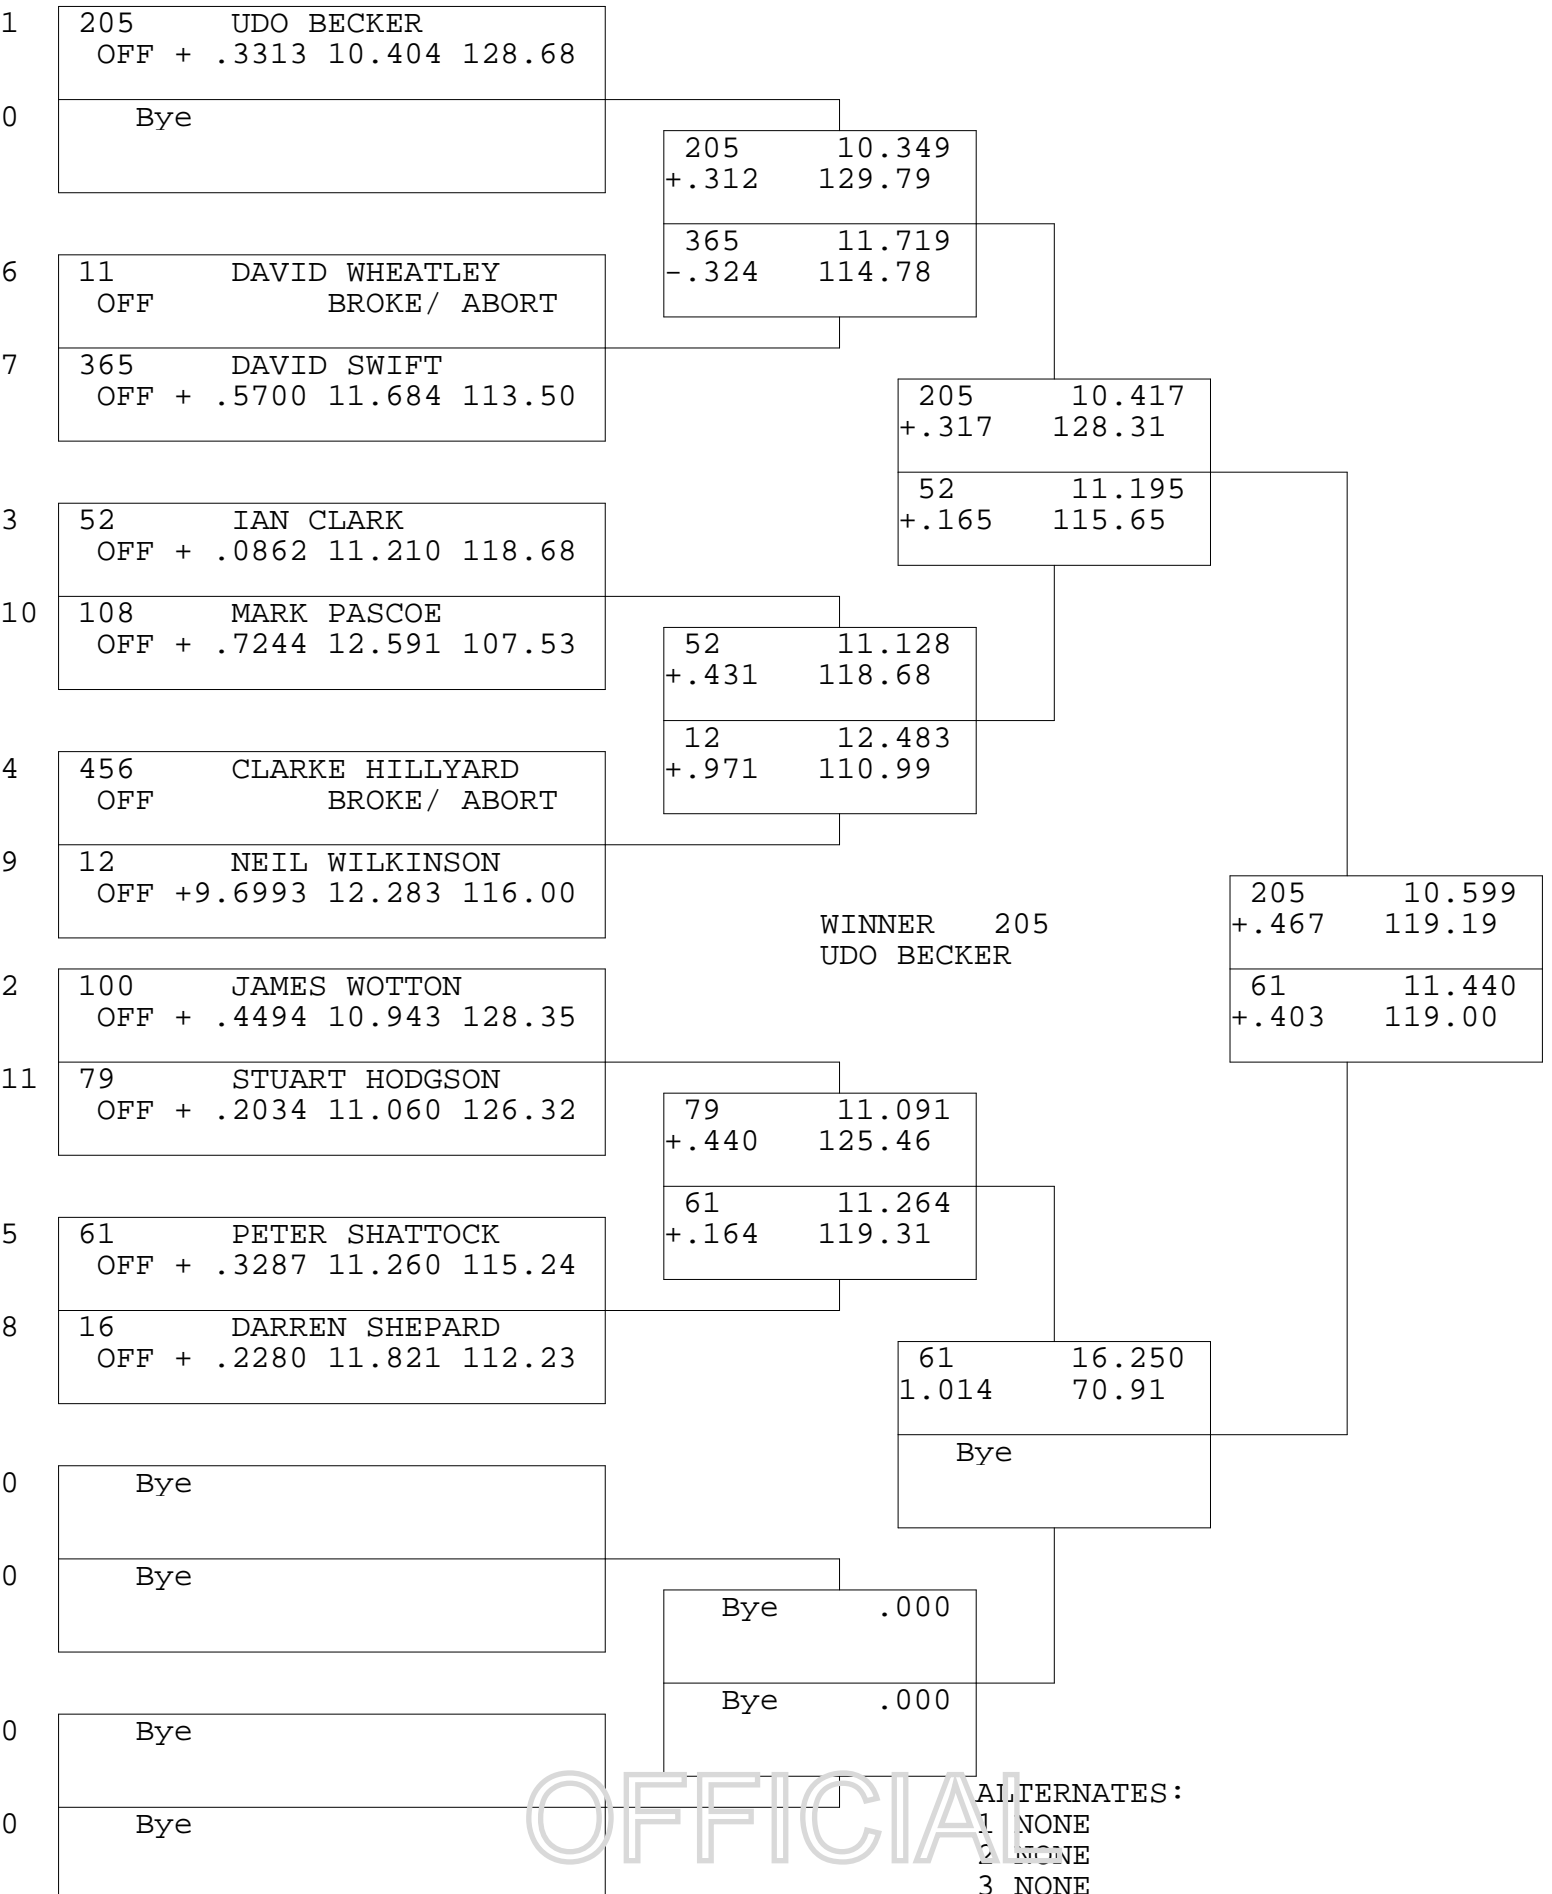 1 205 UDO BECKER
OFF + .3313 10.404 128.68
0 Bye
205 10.349
+.312 129.79
365 11.719
-.324 114.78
6 11 DAVID WHEATLEY
OFF BROKE/ ABORT
7 365 DAVID SWIFT
OFF + .5700 11.684 113.50
205 10.417
+.317 128.31
52 11.195
+.165 115.65
3 52 IAN CLARK
OFF + .0862 11.210 118.68
10 108 MARK PASCOE
OFF + .7244 12.591 107.53
52 11.128
+.431 118.68
12 12.483
+.971 110.99
4 456 CLARKE HILLYARD
OFF BROKE/ ABORT
9 12 NEIL WILKINSON
OFF +9.6993 12.283 116.00
WINNER 205
UDO BECKER
205 10.599
+.467 119.19
61 11.440
+.403 119.00
2 100 JAMES WOTTON
OFF + .4494 10.943 128.35
11 79 STUART HODGSON
OFF + .2034 11.060 126.32
79 11.091
+.440 125.46
61 11.264
+.164 119.31
5 61 PETER SHATTOCK
OFF + .3287 11.260 115.24
8 16 DARREN SHEPARD
OFF + .2280 11.821 112.23
61 16.250
1.014 70.91
Bye
0 Bye
0 Bye
Bye .000
Bye .000
0 Bye
0 Bye
OFFICIAL
ALTERNATES:
1 NONE
2 NONE
3 NONE